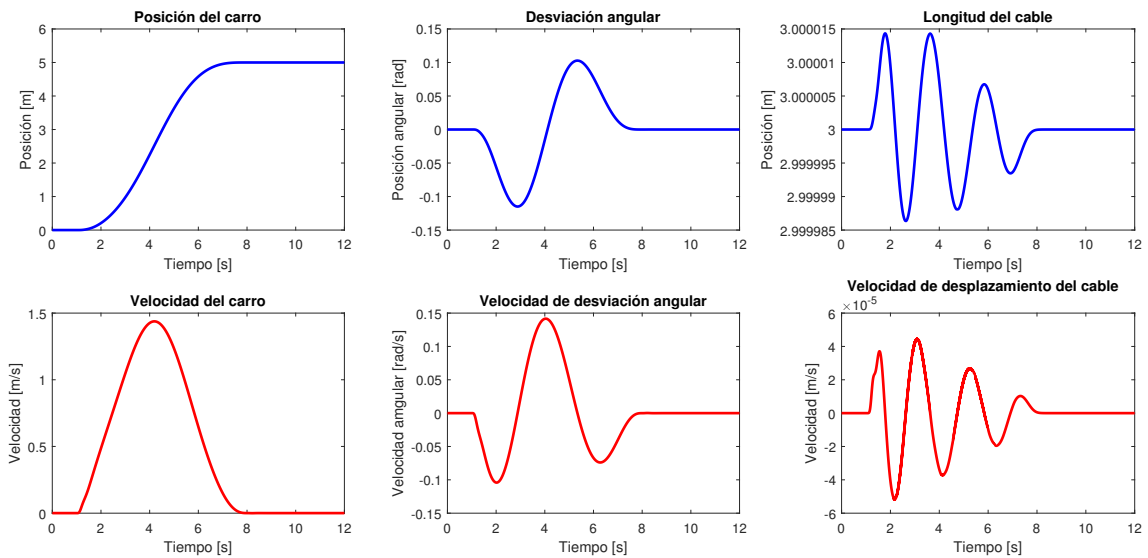 Posición del carro
Posición [m]
6
5
4
3
2
1
0
0 2 4 6 8 10 12
Tiempo [s]
Desviación angular
Posición angular [rad]
0.15
0.1
0.05
0
-0.05
-0.1
-0.15
0 2 4 6 8 10 12
Tiempo [s]
Longitud del cable
Posición [m]
3.000015
3.00001
3.000005
3
2.999995
2.99999
2.999985
0 2 4 6 8 10 12
Tiempo [s]
Velocidad del carro
Velocidad [m/s]
1.5
1
0.5
0
0 2 4 6 8 10 12
Tiempo [s]
Velocidad de desviación angular
Velocidad amgular [rad/s]
0.15
0.1
0.05
0
-0.05
-0.1
-0.15
0 2 4 6 8 10 12
Tiempo [s]
Velocidad de desplazamiento del cable
×10-5
Velocidad [m/s]
6
4
2
0
-2
-4
-6
0 2 4 6 8 10 12
Tiempo [s]